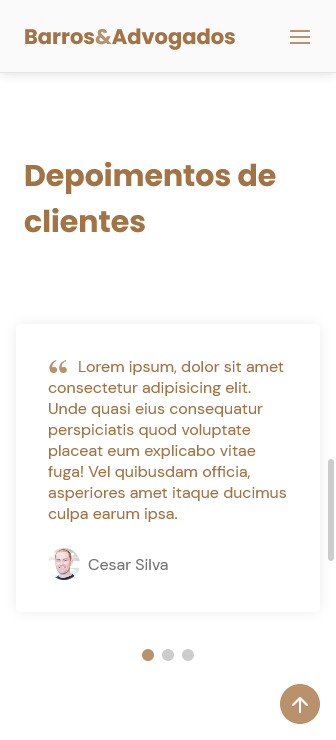 Barros&Advogados
Depoimentos de
clientes
“ Lorem ipsum, dolor sit amet
consectetur adipisicing elit.
Unde quasi eius consequatur
perspiciatis quod voluptate
placeat eum explicabo vitae
fuga! Vel quibusdam officia,
asperiores amet itaque ducimus
culpa earum ipsa.
Cesar Silva